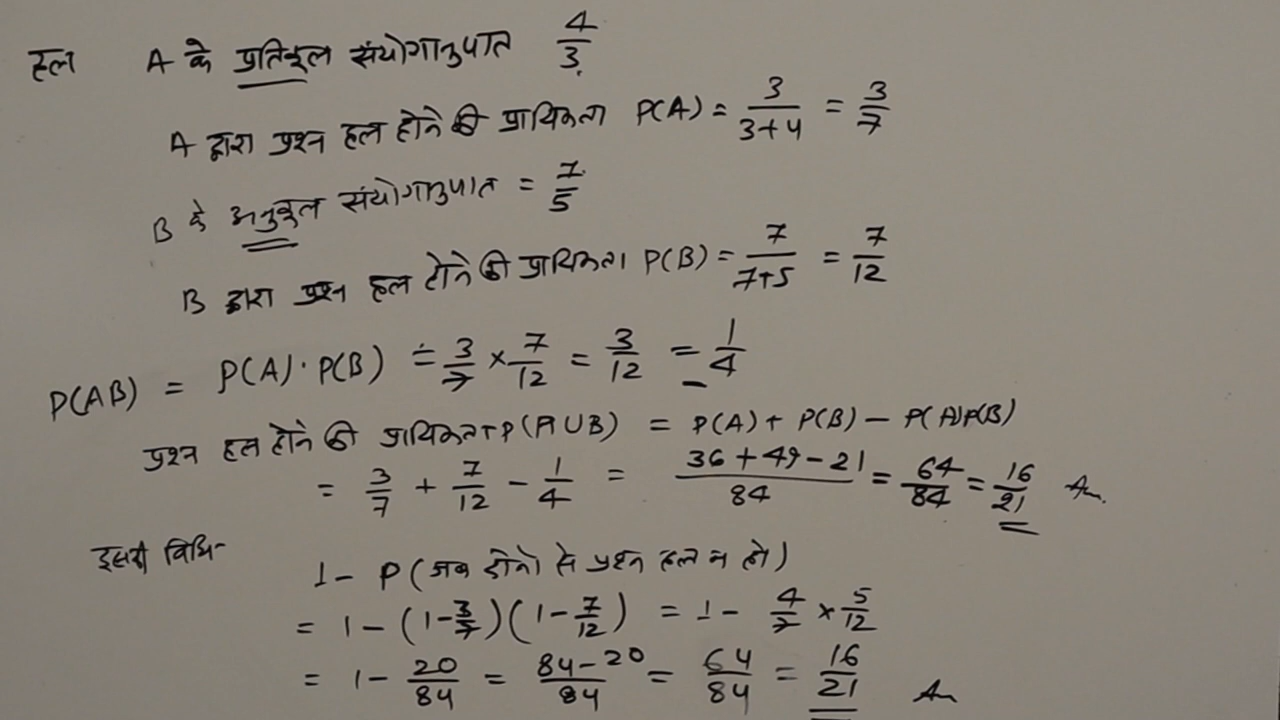 हल A के प्रतिकूल संयोगानुपात 4/3
A द्वारा प्रश्न हल होने की प्रायिकता P(A) = 3/(3+4) = 3/7
B के अनुकूल संयोगानुपात = 7/5
B द्वारा प्रश्न हल होने की प्रायिकता P(B) = 7/(7+5) = 7/12
P(AB) = P(A)·P(B) = 3/7 × 7/12 = 3/12 = 1/4
प्रश्न हल होने की प्रायिकता P(A∪B) = P(A) + P(B) − P(A)P(B)
= 3/7 + 7/12 − 1/4 = (36+49−21)/84 = 64/84 = 16/21 An.
दूसरी विधि-
1 − P(जब दोनों से प्रश्न हल न हो)
= 1 − (1−3/7)(1−7/12) = 1 − 4/7 × 5/12
= 1 − 20/84 = (84−20)/84 = 64/84 = 16/21 An